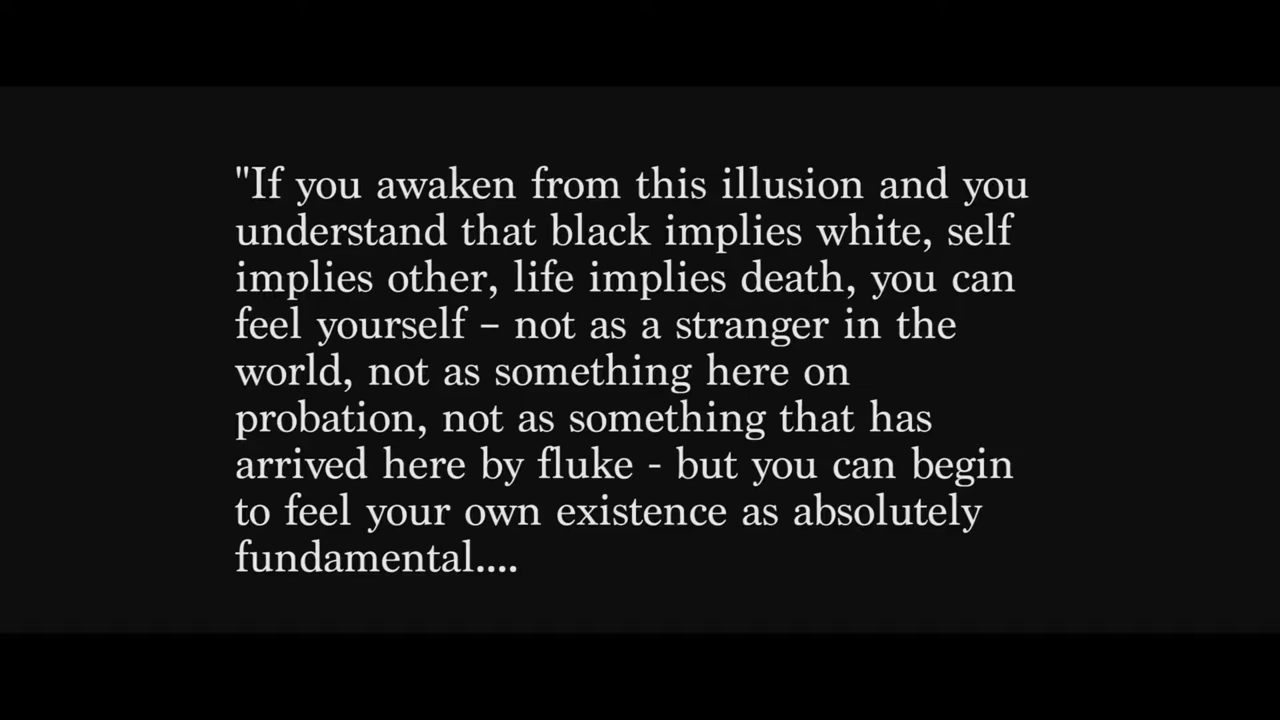 "If you awaken from this illusion and you
understand that black implies white, self
implies other, life implies death, you can
feel yourself – not as a stranger in the
world, not as something here on
probation, not as something that has
arrived here by fluke - but you can begin
to feel your own existence as absolutely
fundamental....